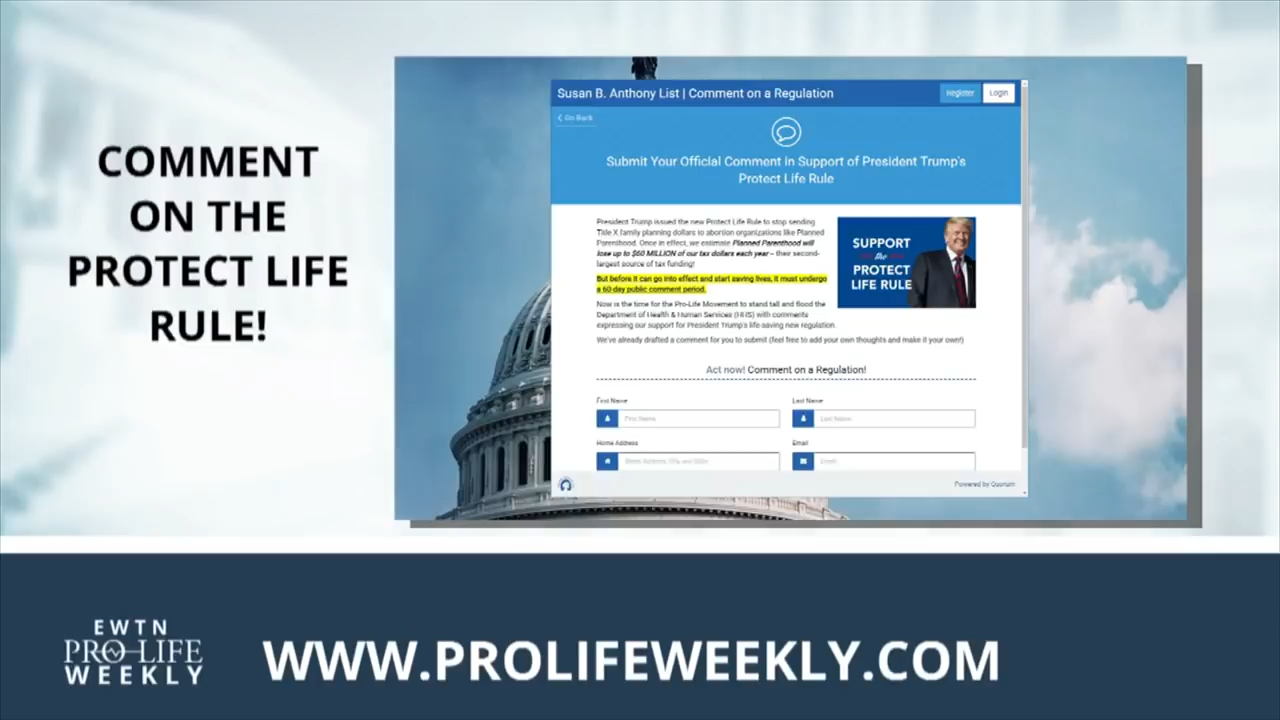 COMMENT
ON THE
PROTECT LIFE
RULE!
Susan B. Anthony List | Comment on a Regulation
Register
Login
Go Back
Submit Your Official Comment in Support of President Trump's
Protect Life Rule
President Trump issued the new Protect Life Rule to stop sending
Title X family planning dollars to abortion organizations like Planned
Parenthood. Once in effect, we estimate Planned Parenthood will
lose up to $60 MILLION of our tax dollars each year – their second-
largest source of tax funding!
But before it can go into effect and start saving lives, it must undergo
a 60-day public comment period.
Now is the time for the Pro-Life Movement to stand tall and flood the
Department of Health & Human Services (HHS) with comments
expressing our support for President Trump's life-saving new regulation.
We've already drafted a comment for you to submit (feel free to add your own thoughts and make it your own!)
SUPPORT
the
PROTECT
LIFE RULE
Act now! Comment on a Regulation!
First Name
Last Name
First Name
Last Name
Home Address
Email
Email
Powered by Quorum
EWTN
PRO-LIFE
WEEKLY
WWW.PROLIFEWEEKLY.COM